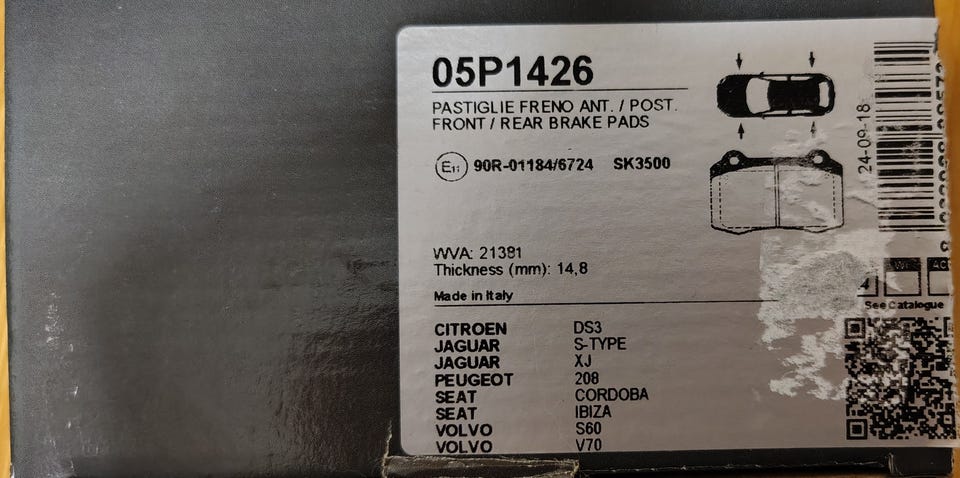 05P1426
PASTIGLIE FRENO ANT. / POST.
FRONT / REAR BRAKE PADS
E11 90R-01184/6724 SK3500
WVA: 21381
Thickness (mm): 14,8
Made in Italy
CITROEN DS3
JAGUAR S-TYPE
JAGUAR XJ
PEUGEOT 208
SEAT CORDOBA
SEAT IBIZA
VOLVO S60
VOLVO V70
24-09-18
See Catalogue